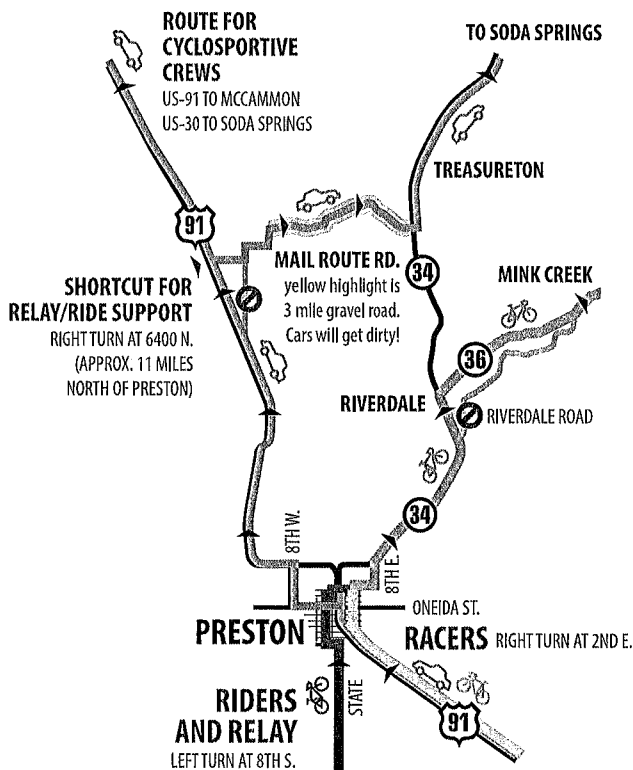 ROUTE FOR
CYCLOSPORTIVE
CREWS
US-91 TO MCCAMMON
US-30 TO SODA SPRINGS
TO SODA SPRINGS
TREASURETON
91
MAIL ROUTE RD.
yellow highlight is
3 mile gravel road.
Cars will get dirty!
34
MINK CREEK
SHORTCUT FOR
RELAY/RIDE SUPPORT
RIGHT TURN AT 6400 N.
(APPROX. 11 MILES
NORTH OF PRESTON)
36
RIVERDALE
RIVERDALE ROAD
34
8TH W.
8TH E.
ONEIDA ST.
PRESTON
RACERS RIGHT TURN AT 2ND E.
RIDERS
AND RELAY
LEFT TURN AT 8TH S.
STATE
91